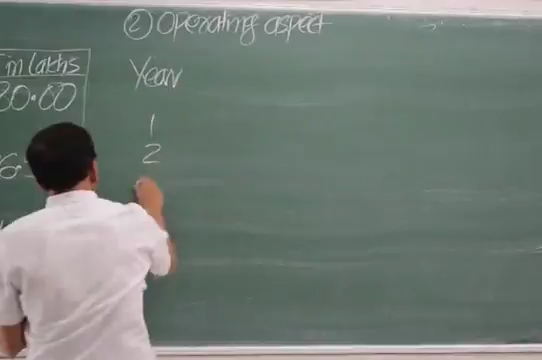 ② Operating aspect
in lakhs
Year
80.00
1
2